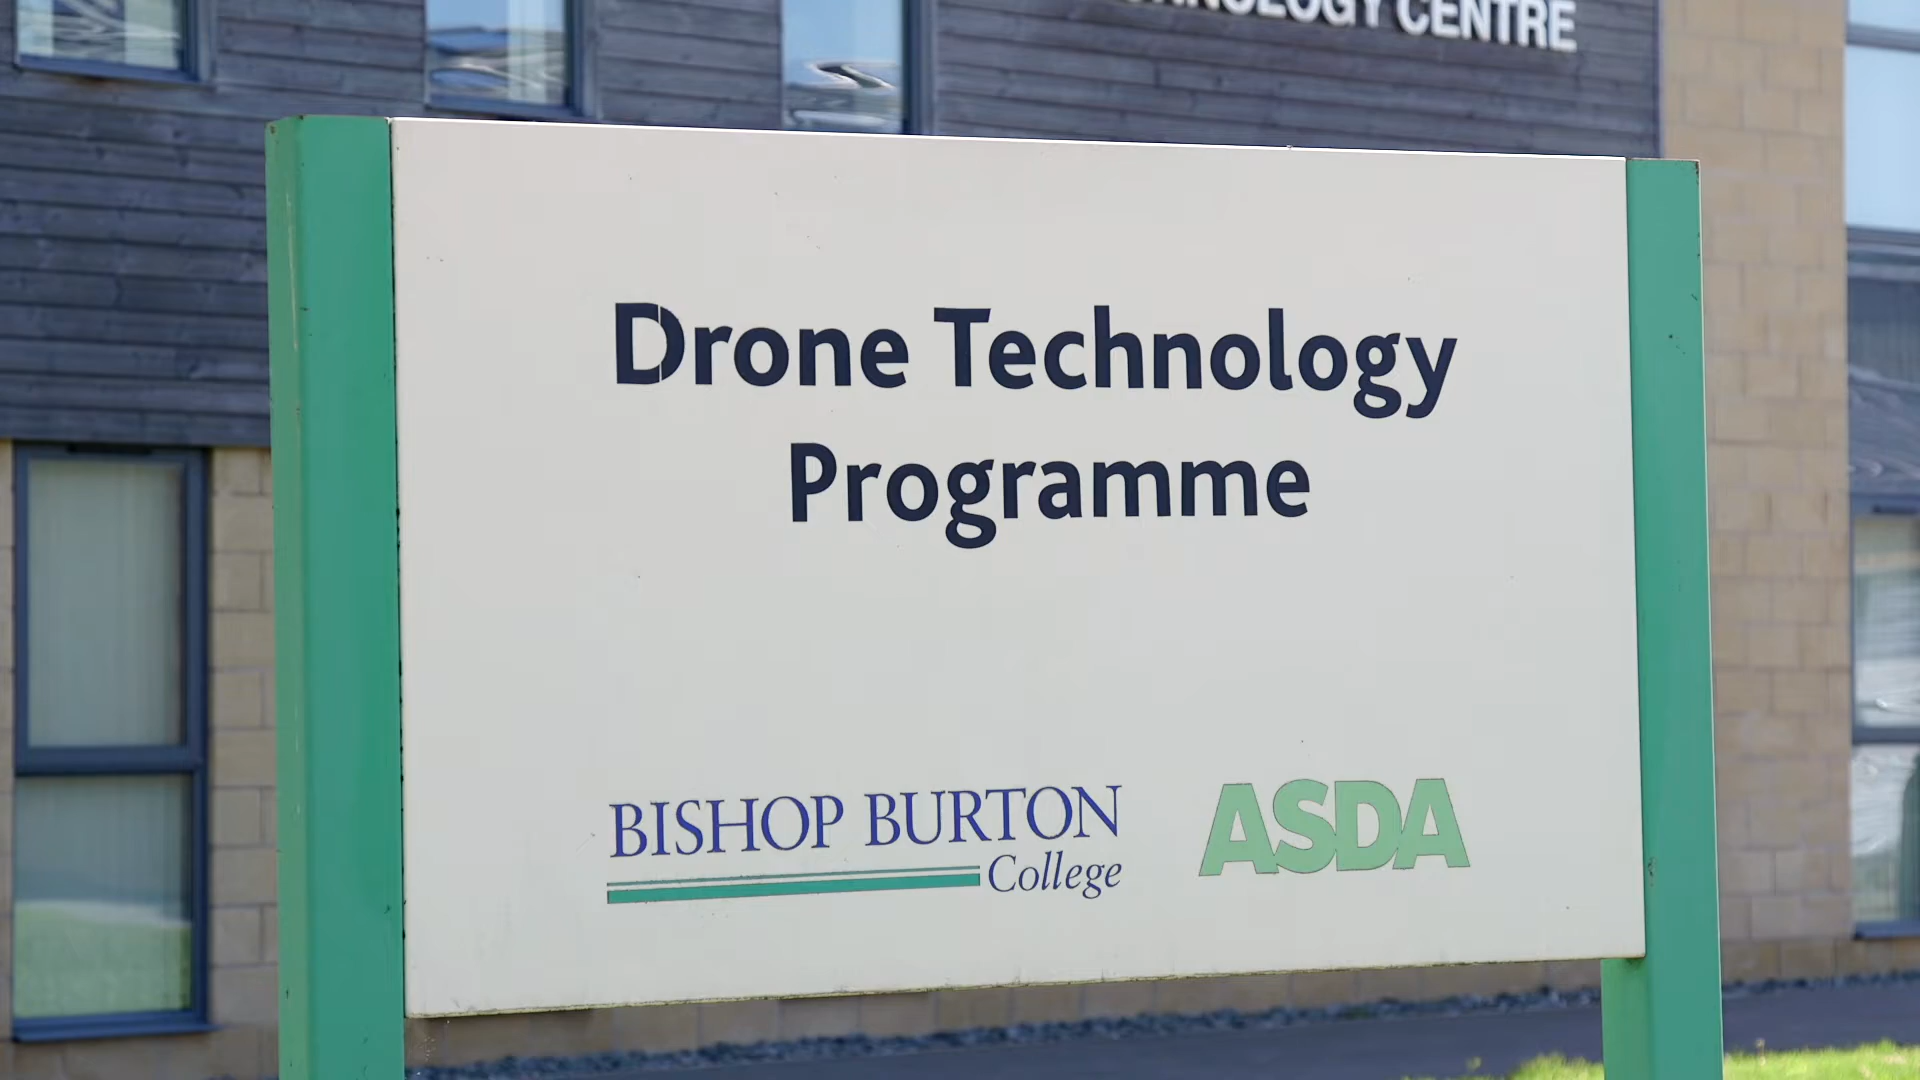 CENTRE
Drone Technology
Programme
BISHOP BURTON
College
ASDA